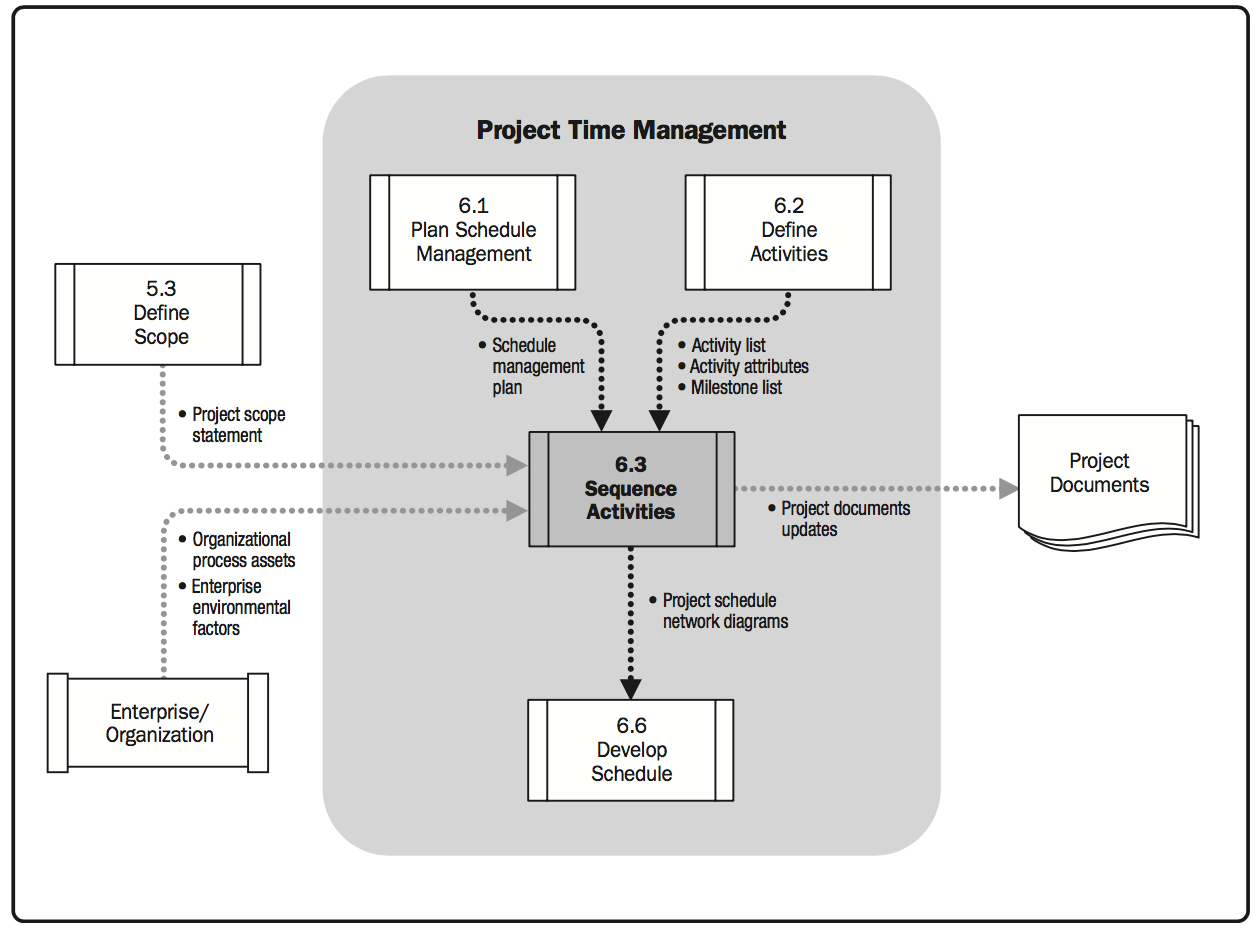 Project Time Management
6.1
Plan Schedule
Management
6.2
Define
Activities
5.3
Define
Scope
• Schedule
management
plan
• Activity list
• Activity attributes
• Milestone list
• Project scope
statement
6.3
Sequence
Activities
Project
Documents
• Project documents
updates
• Organizational
process assets
• Enterprise
environmental
factors
• Project schedule
network diagrams
Enterprise/
Organization
6.6
Develop
Schedule